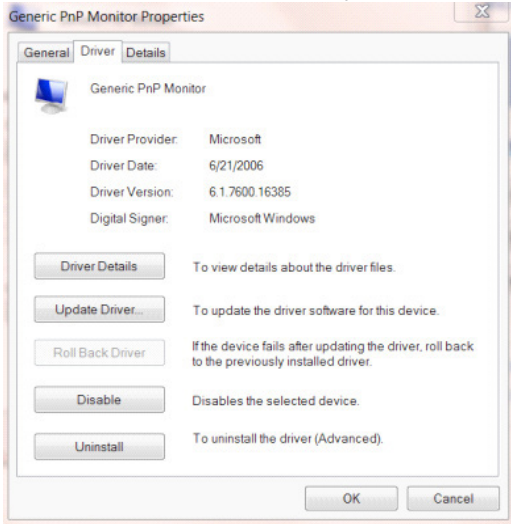 Generic PnP Monitor Properties
General Driver Details
Generic PnP Monitor
Driver Provider: Microsoft
Driver Date: 6/21/2006
Driver Version: 6.1.7600.16385
Digital Signer: Microsoft Windows
Driver Details To view details about the driver files.
Update Driver... To update the driver software for this device.
Roll Back Driver If the device fails after updating the driver, roll back
to the previously installed driver.
Disable Disables the selected device.
Uninstall To uninstall the driver (Advanced).
OK Cancel